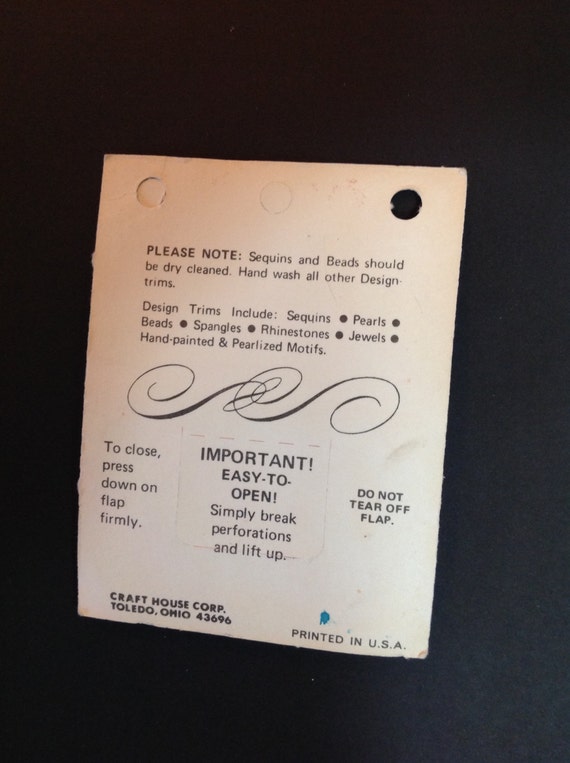 PLEASE NOTE: Sequins and Beads should
be dry cleaned. Hand wash all other Design-
trims.
Design Trims Include: Sequins ● Pearls ●
Beads ● Spangles ● Rhinestones ● Jewels ●
Hand-painted & Pearlized Motifs.
To close,
press
down on
flap
firmly.
IMPORTANT!
EASY-TO-
OPEN!
Simply break
perforations
and lift up.
DO NOT
TEAR OFF
FLAP.
CRAFT HOUSE CORP.
TOLEDO, OHIO 43696
PRINTED IN U.S.A.